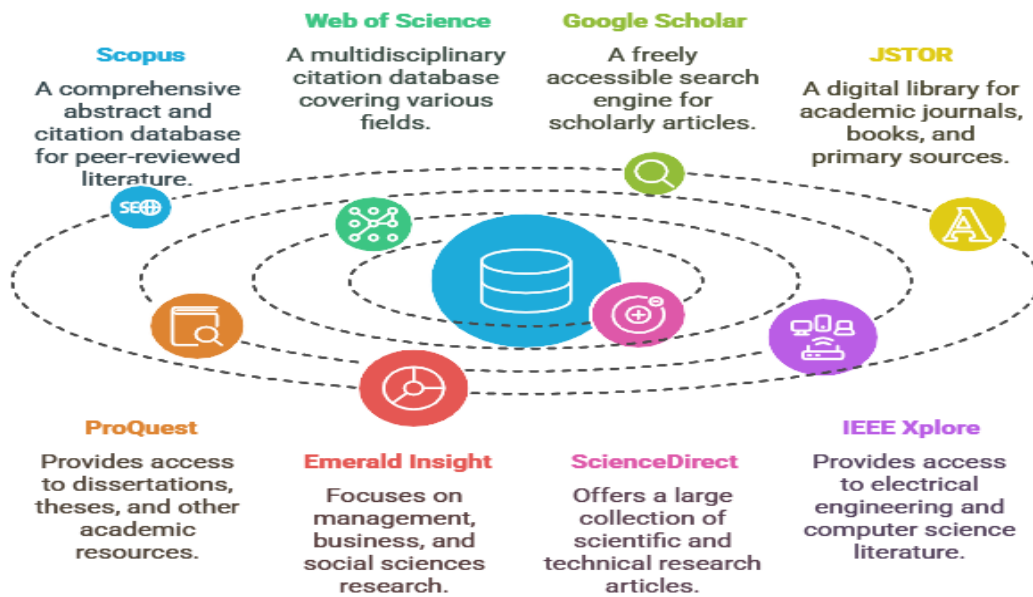 Scopus
A comprehensive
abstract and
citation database
for peer-reviewed
literature.
Web of Science
A multidisciplinary
citation database
covering various
fields.
Google Scholar
A freely
accessible search
engine for
scholarly articles.
JSTOR
A digital library for
academic journals,
books, and
primary sources.
SE
A
ProQuest
Provides access
to dissertations,
theses, and other
academic
resources.
Emerald Insight
Focuses on
management,
business, and
social sciences
research.
ScienceDirect
Offers a large
collection of
scientific and
technical research
articles.
IEEE Xplore
Provides access
to electrical
engineering and
computer science
literature.